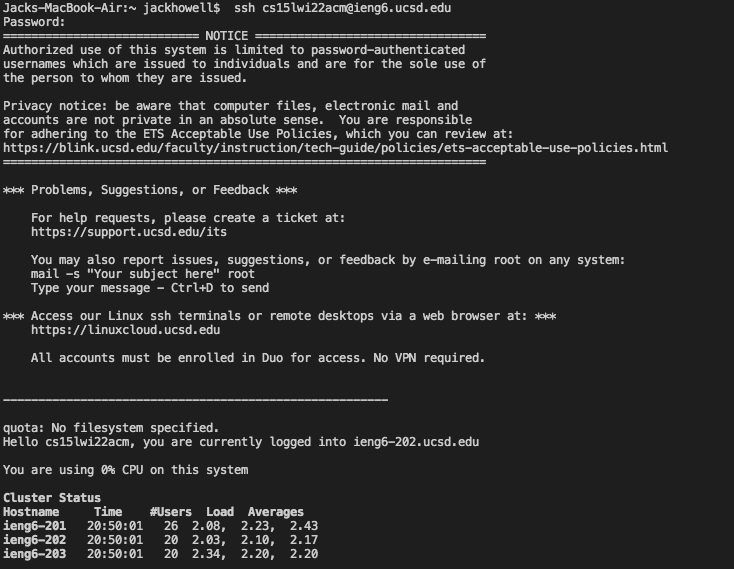 Jacks-MacBook-Air:~ jackhowell$  ssh cs15lwi22acm@ieng6.ucsd.edu
Password:
============================ NOTICE =================================
Authorized use of this system is limited to password-authenticated
usernames which are issued to individuals and are for the sole use of
the person to whom they are issued.

Privacy notice: be aware that computer files, electronic mail and
accounts are not private in an absolute sense.  You are responsible
for adhering to the ETS Acceptable Use Policies, which you can review at:
https://blink.ucsd.edu/faculty/instruction/tech-guide/policies/ets-acceptable-use-policies.html
=====================================================================

*** Problems, Suggestions, or Feedback ***

    For help requests, please create a ticket at:
    https://support.ucsd.edu/its

    You may also report issues, suggestions, or feedback by e-mailing root on any system:
    mail -s "Your subject here" root
    Type your message - Ctrl+D to send

*** Access our Linux ssh terminals or remote desktops via a web browser at: ***
    https://linuxcloud.ucsd.edu

    All accounts must be enrolled in Duo for access. No VPN required.


-------------------------------------------------------

quota: No filesystem specified.
Hello cs15lwi22acm, you are currently logged into ieng6-202.ucsd.edu

You are using 0% CPU on this system

Cluster Status
Hostname     Time    #Users  Load  Averages
ieng6-201   20:50:01   26  2.08,  2.23,  2.43
ieng6-202   20:50:01   20  2.03,  2.10,  2.17
ieng6-203   20:50:01   20  2.34,  2.20,  2.20